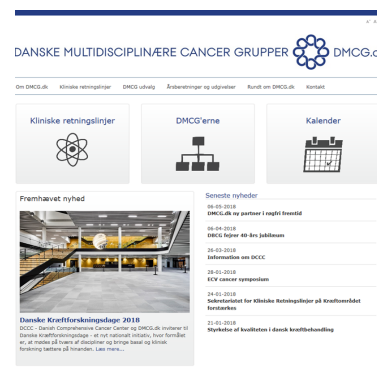 DANSKE MULTIDISCIPLINÆRE CANCER GRUPPER DMCG.d
Om DMCG.dk Kliniske retningslinjer DMCG udvalg Årsberetninger og udgivelser Rundt om DMCG.dk Kontakt
Kliniske retningslinjer
DMCG'erne
Kalender
Fremhævet nyhed
Danske Kræftforskningsdage 2018
DCCC - Danish Comprehensive Cancer Center og DMCG.dk inviterer til
Danske Kræftforskningsdage - et nyt nationalt initiativ, hvor formålet
er, at mødes på tværs af discipliner og bringe basal og klinisk
forskning tættere på hinanden. Læs mere...
Seneste nyheder
06-05-2018
DMCG.dk ny partner i røgfri fremtid
06-04-2018
DBCG fejrer 40-års jubilæum
26-03-2018
Information om DCCC
28-01-2018
ECV cancer symposium
24-01-2018
Sekretariatet for Kliniske Retningslinjer på Kræftområdet
forstærkes
21-01-2018
Styrkelse af kvaliteten i dansk kræftbehandling